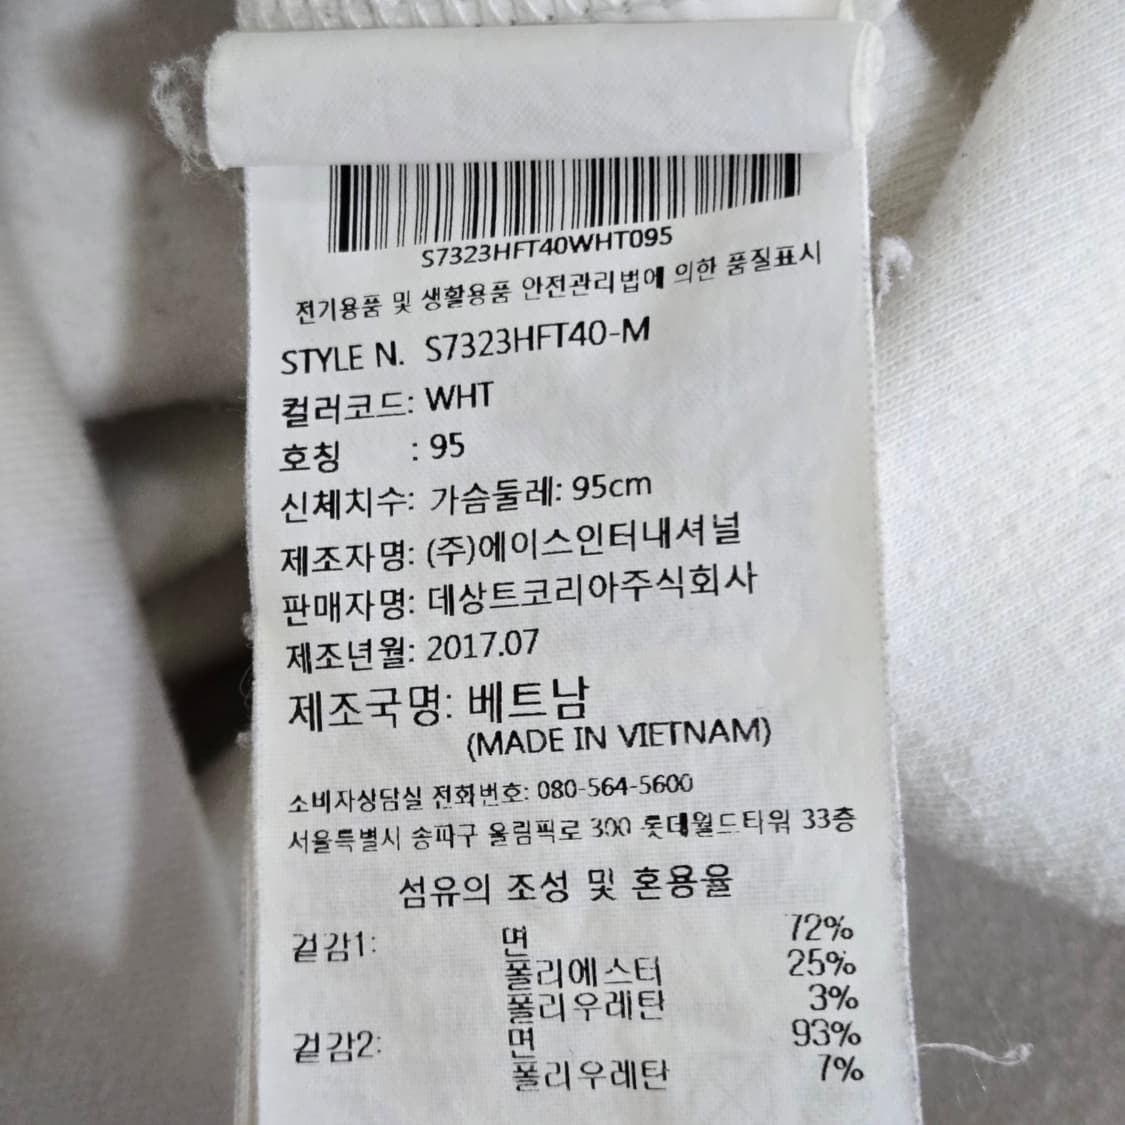 S7323HFT40WHT095
전기용품 및 생활용품 안전관리법에 의한 품질표시
STYLE N. S7323HFT40-M
컬러코드: WHT
호칭 : 95
신체치수: 가슴둘레: 95cm
제조자명: (주)에이스인터내셔널
판매자명: 데상트코리아주식회사
제조년월: 2017.07
제조국명: 베트남
(MADE IN VIETNAM)
소비자상담실 전화번호: 080-564-5600
서울특별시 송파구 올림픽로 300 롯데월드타워 33층
섬유의 조성 및 혼용율
겉감1: 면 72%
폴리에스터 25%
폴리우레탄 3%
겉감2: 면 93%
폴리우레탄 7%